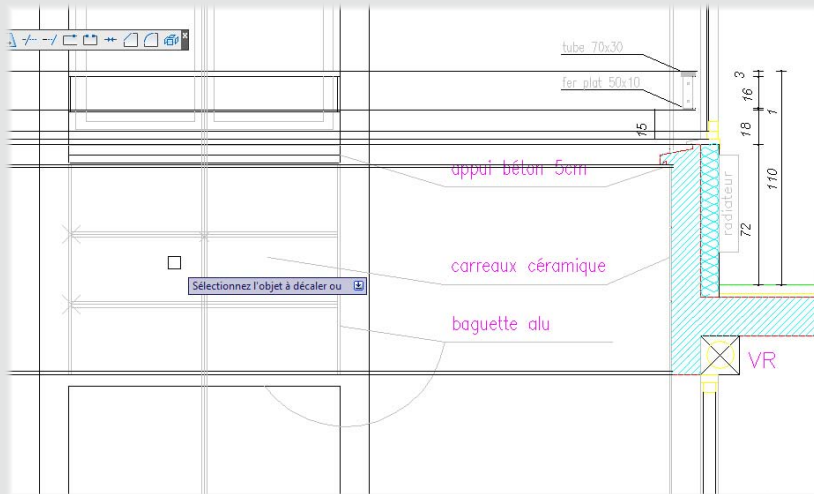 tube 70x30
fer plat 50x10
3
16
1
15
18
appui béton 5cm
radiateur
110
72
carreaux céramique
Sélectionnez l'objet à décaler ou
baguette alu
VR